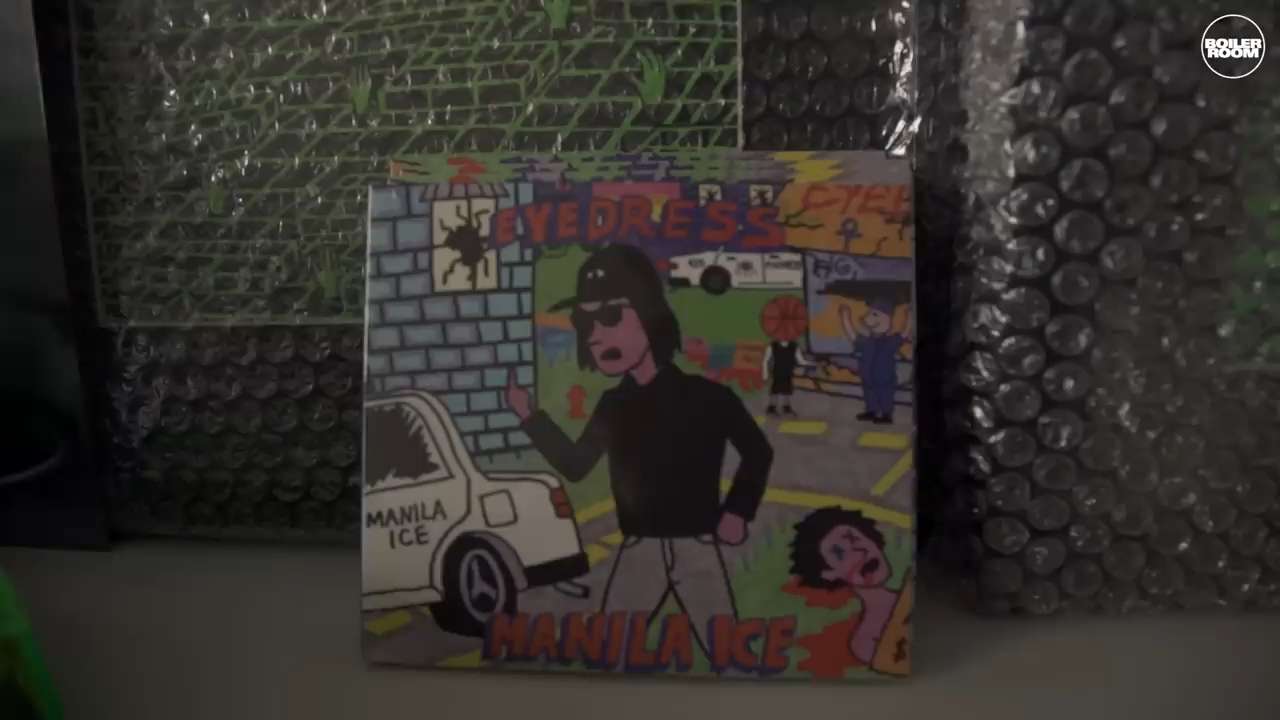 BOILER
ROOM
EYEDRESS
MANILA
ICE
MANILA ICE
$